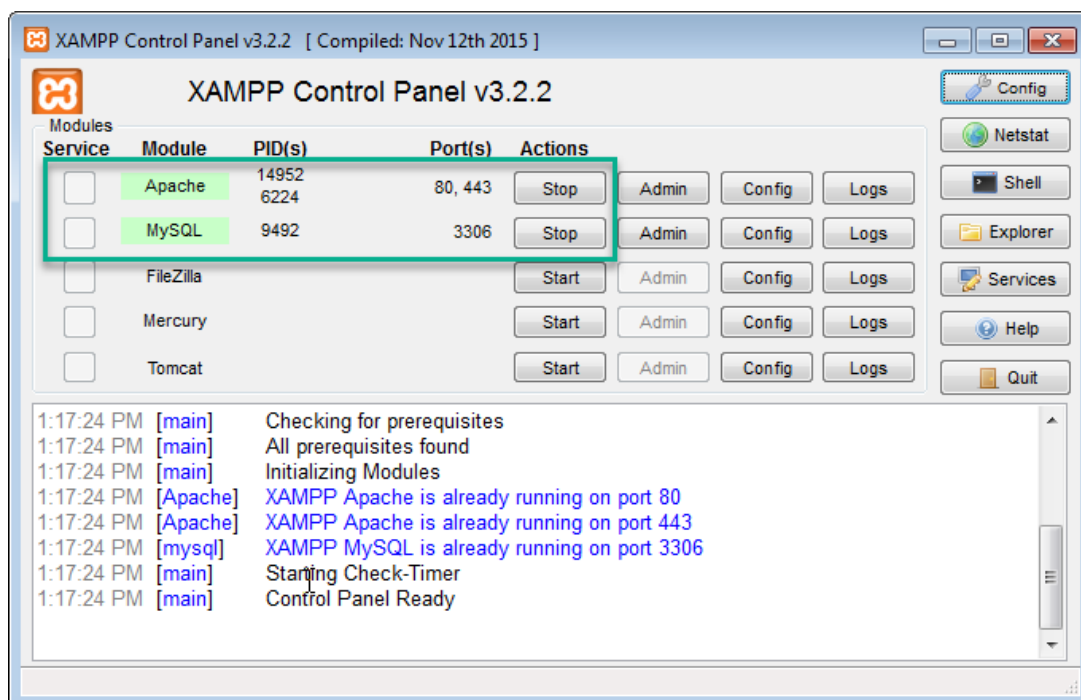 XAMPP Control Panel v3.2.2 [ Compiled: Nov 12th 2015 ]
XAMPP Control Panel v3.2.2
Config
Modules
Service Module PID(s) Port(s) Actions
Netstat
Apache 14952 6224 80, 443 Stop Admin Config Logs
Shell
MySQL 9492 3306 Stop Admin Config Logs
Explorer
FileZilla Start Admin Config Logs
Services
Mercury Start Admin Config Logs
Help
Tomcat Start Admin Config Logs
Quit
1:17:24 PM [main] Checking for prerequisites
1:17:24 PM [main] All prerequisites found
1:17:24 PM [main] Initializing Modules
1:17:24 PM [Apache] XAMPP Apache is already running on port 80
1:17:24 PM [Apache] XAMPP Apache is already running on port 443
1:17:24 PM [mysql] XAMPP MySQL is already running on port 3306
1:17:24 PM [main] Starting Check-Timer
1:17:24 PM [main] Control Panel Ready